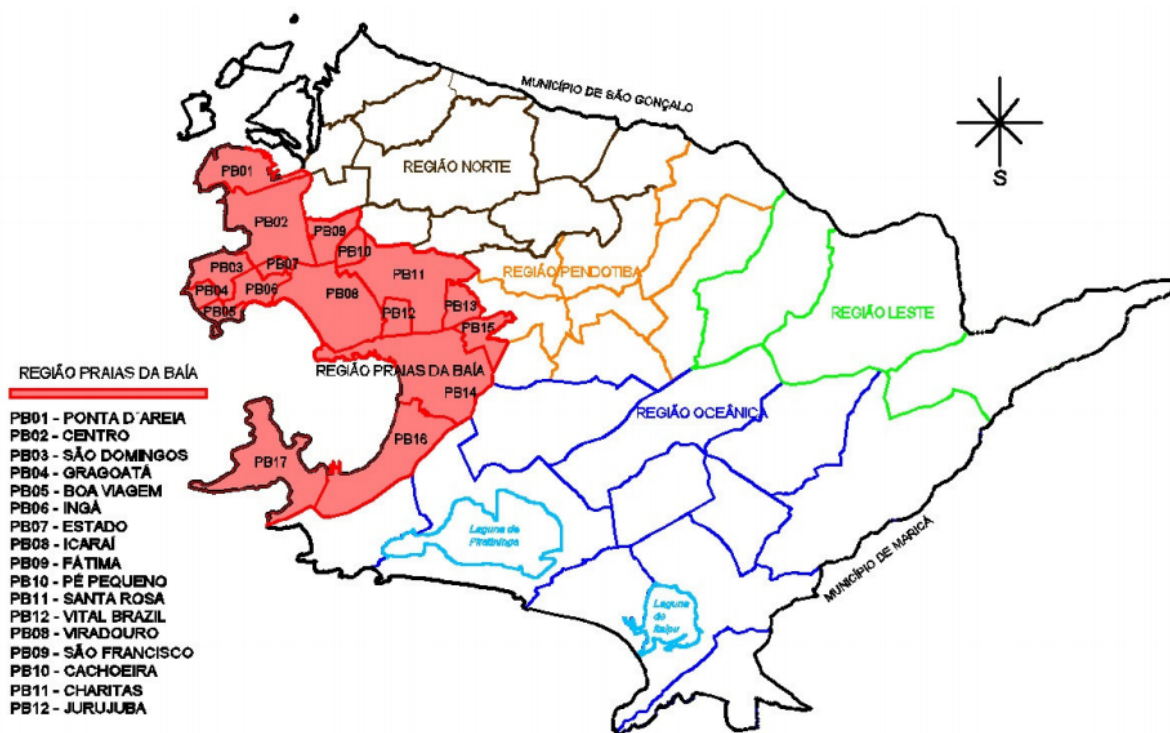 MUNICÍPIO DE SÃO GONÇALO
REGIÃO NORTE
S
PB01
PB02
PB09
PB10
PB03
PB07
PB11
PB04
PB06
PB08
PB05
PB12
PB13
PB15
REGIÃO PENDOTIBA
REGIÃO LESTE
REGIÃO PRAIAS DA BAÍA
PB14
REGIÃO OCEÂNICA
PB16
PB17
Laguna de
Piratininga
Laguna de
Itaipu
MUNICÍPIO DE MARICÁ
REGIÃO PRAIAS DA BAÍA
PB01 - PONTA D´AREIA
PB02 - CENTRO
PB03 - SÃO DOMINGOS
PB04 - GRAGOATÁ
PB05 - BOA VIAGEM
PB06 - INGÁ
PB07 - ESTADO
PB08 - ICARAÍ
PB09 - FÁTIMA
PB10 - PÉ PEQUENO
PB11 - SANTA ROSA
PB12 - VITAL BRAZIL
PB08 - VIRADOURO
PB09 - SÃO FRANCISCO
PB10 - CACHOEIRA
PB11 - CHARITAS
PB12 - JURUJUBA